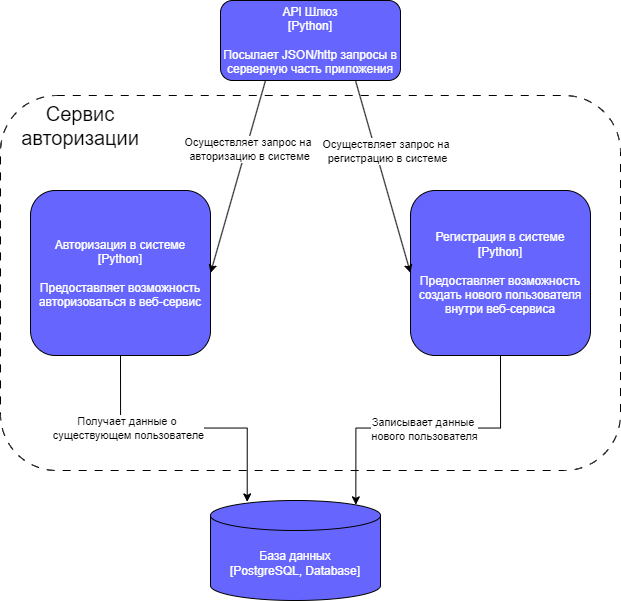 API Шлюз
[Python]
Посылает JSON/http запросы в
серверную часть приложения
Сервис
авторизации
Осуществляет запрос на
авторизацию в системе
Осуществляет запрос на
регистрацию в системе
Авторизация в системе
[Python]
Предоставляет возможность
авторизоваться в веб-сервис
Регистрация в системе
[Python]
Предоставляет возможность
создать нового пользователя
внутри веб-сервиса
Получает данные о
существующем пользователе
Записывает данные
нового пользователя
База данных
[PostgreSQL, Database]